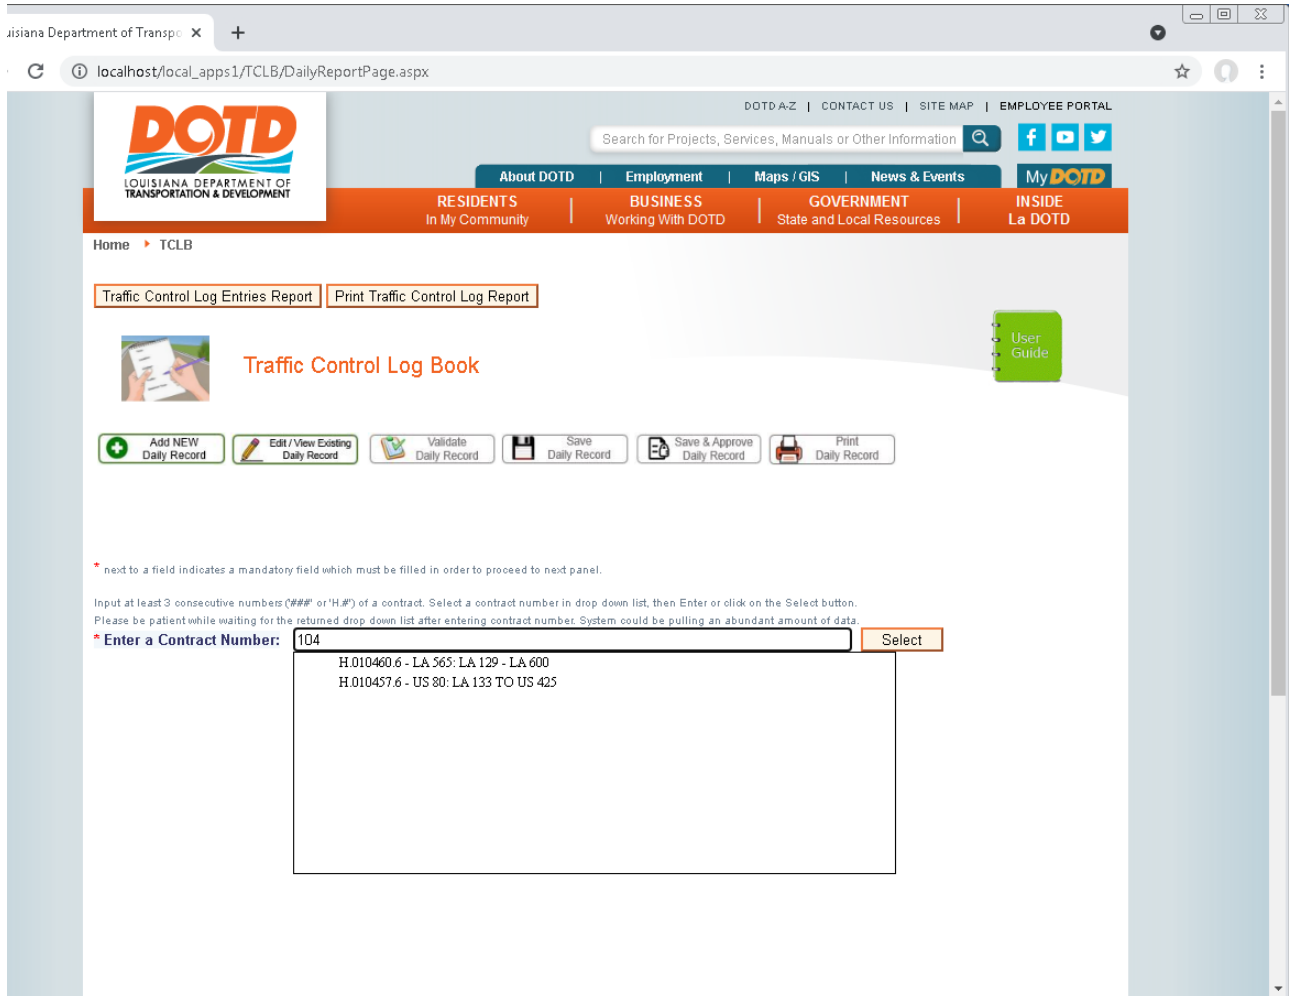 uisiana Department of Transpo
localhost/local_apps1/TCLB/DailyReportPage.aspx
DOTD A-Z | CONTACT US | SITE MAP | EMPLOYEE PORTAL
DOTD
LOUISIANA DEPARTMENT OF
TRANSPORTATION & DEVELOPMENT
Search for Projects, Services, Manuals or Other Information
About DOTD | Employment | Maps / GIS | News & Events
My DOTD
RESIDENTS
In My Community
BUSINESS
Working With DOTD
GOVERNMENT
State and Local Resources
INSIDE
La DOTD
Home TCLB
Traffic Control Log Entries Report
Print Traffic Control Log Report
Traffic Control Log Book
User
Guide
Add NEW
Daily Record
Edit / View Existing
Daily Record
Validate
Daily Record
Save
Daily Record
Save & Approve
Daily Record
Print
Daily Record
* next to a field indicates a mandatory field which must be filled in order to proceed to next panel.
Input at least 3 consecutive numbers ('###' or 'H.#') of a contract. Select a contract number in drop down list, then Enter or click on the Select button.
Please be patient while waiting for the returned drop down list after entering contract number. System could be pulling an abundant amount of data.
* Enter a Contract Number: 104 Select
H.010460.6 - LA 565: LA 129 - LA 600
H.010457.6 - US 80: LA 133 TO US 425